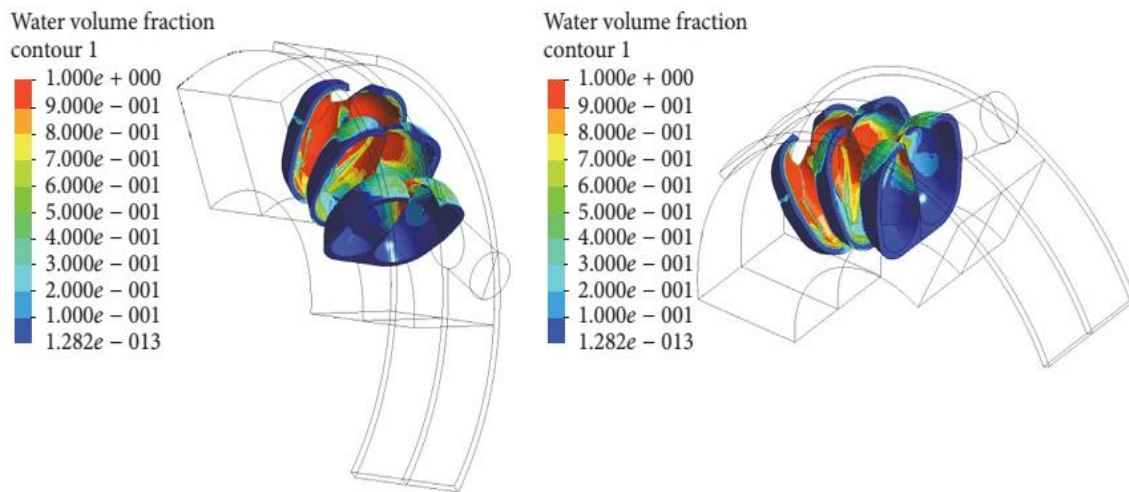 Water volume fraction
contour 1
1.000e + 000
9.000e − 001
8.000e − 001
7.000e − 001
6.000e − 001
5.000e − 001
4.000e − 001
3.000e − 001
2.000e − 001
1.000e − 001
1.282e − 013
Water volume fraction
contour 1
1.000e + 000
9.000e − 001
8.000e − 001
7.000e − 001
6.000e − 001
5.000e − 001
4.000e − 001
3.000e − 001
2.000e − 001
1.000e − 001
1.282e − 013